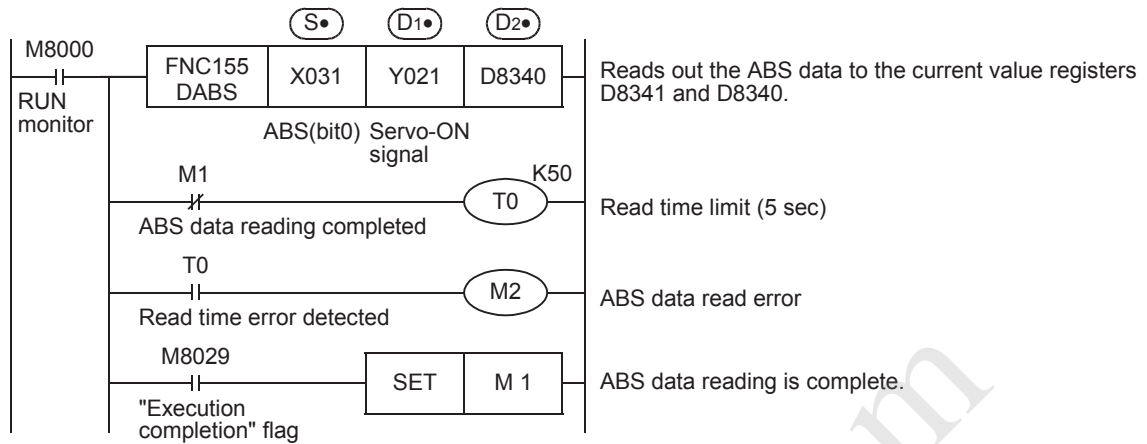 S• D1• D2•
M8000
FNC155 DABS X031 Y021 D8340
Reads out the ABS data to the current value registers
D8341 and D8340.
RUN
monitor
ABS(bit0) Servo-ON
signal
M1 K50
T0
Read time limit (5 sec)
ABS data reading completed
T0
M2
ABS data read error
Read time error detected
M8029
SET M 1
ABS data reading is complete.
"Execution
completion" flag
m